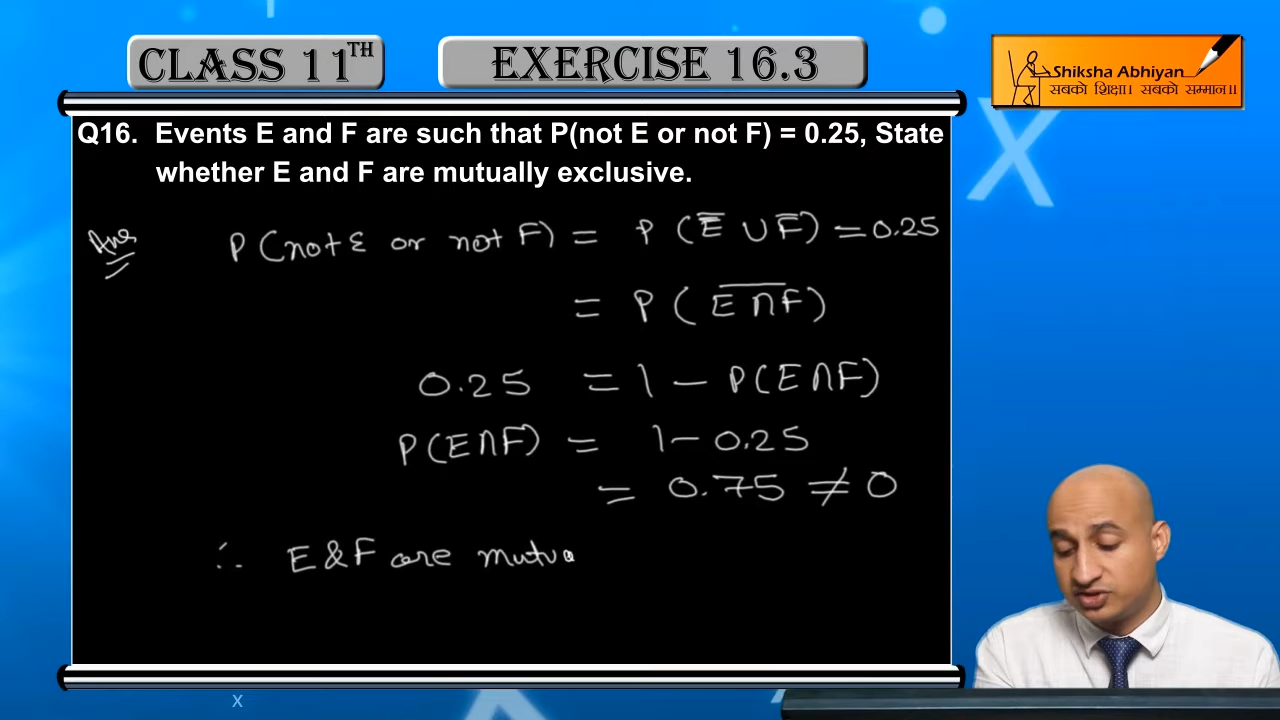 CLASS 11TH
EXERCISE 16.3
Shiksha Abhiyan
सबको शिक्षा। सबको सम्मान।।
Q16. Events E and F are such that P(not E or not F) = 0.25, State
whether E and F are mutually exclusive.
Ans P(not E or not F) = P(E̅ ∪ F̅) = 0.25
= P(E̅ ̅∩̅ ̅F̅)
0.25 = 1 – P(E∩F)
P(E∩F) = 1 – 0.25
= 0.75 ≠ 0
∴ E & F are mutua
X
x